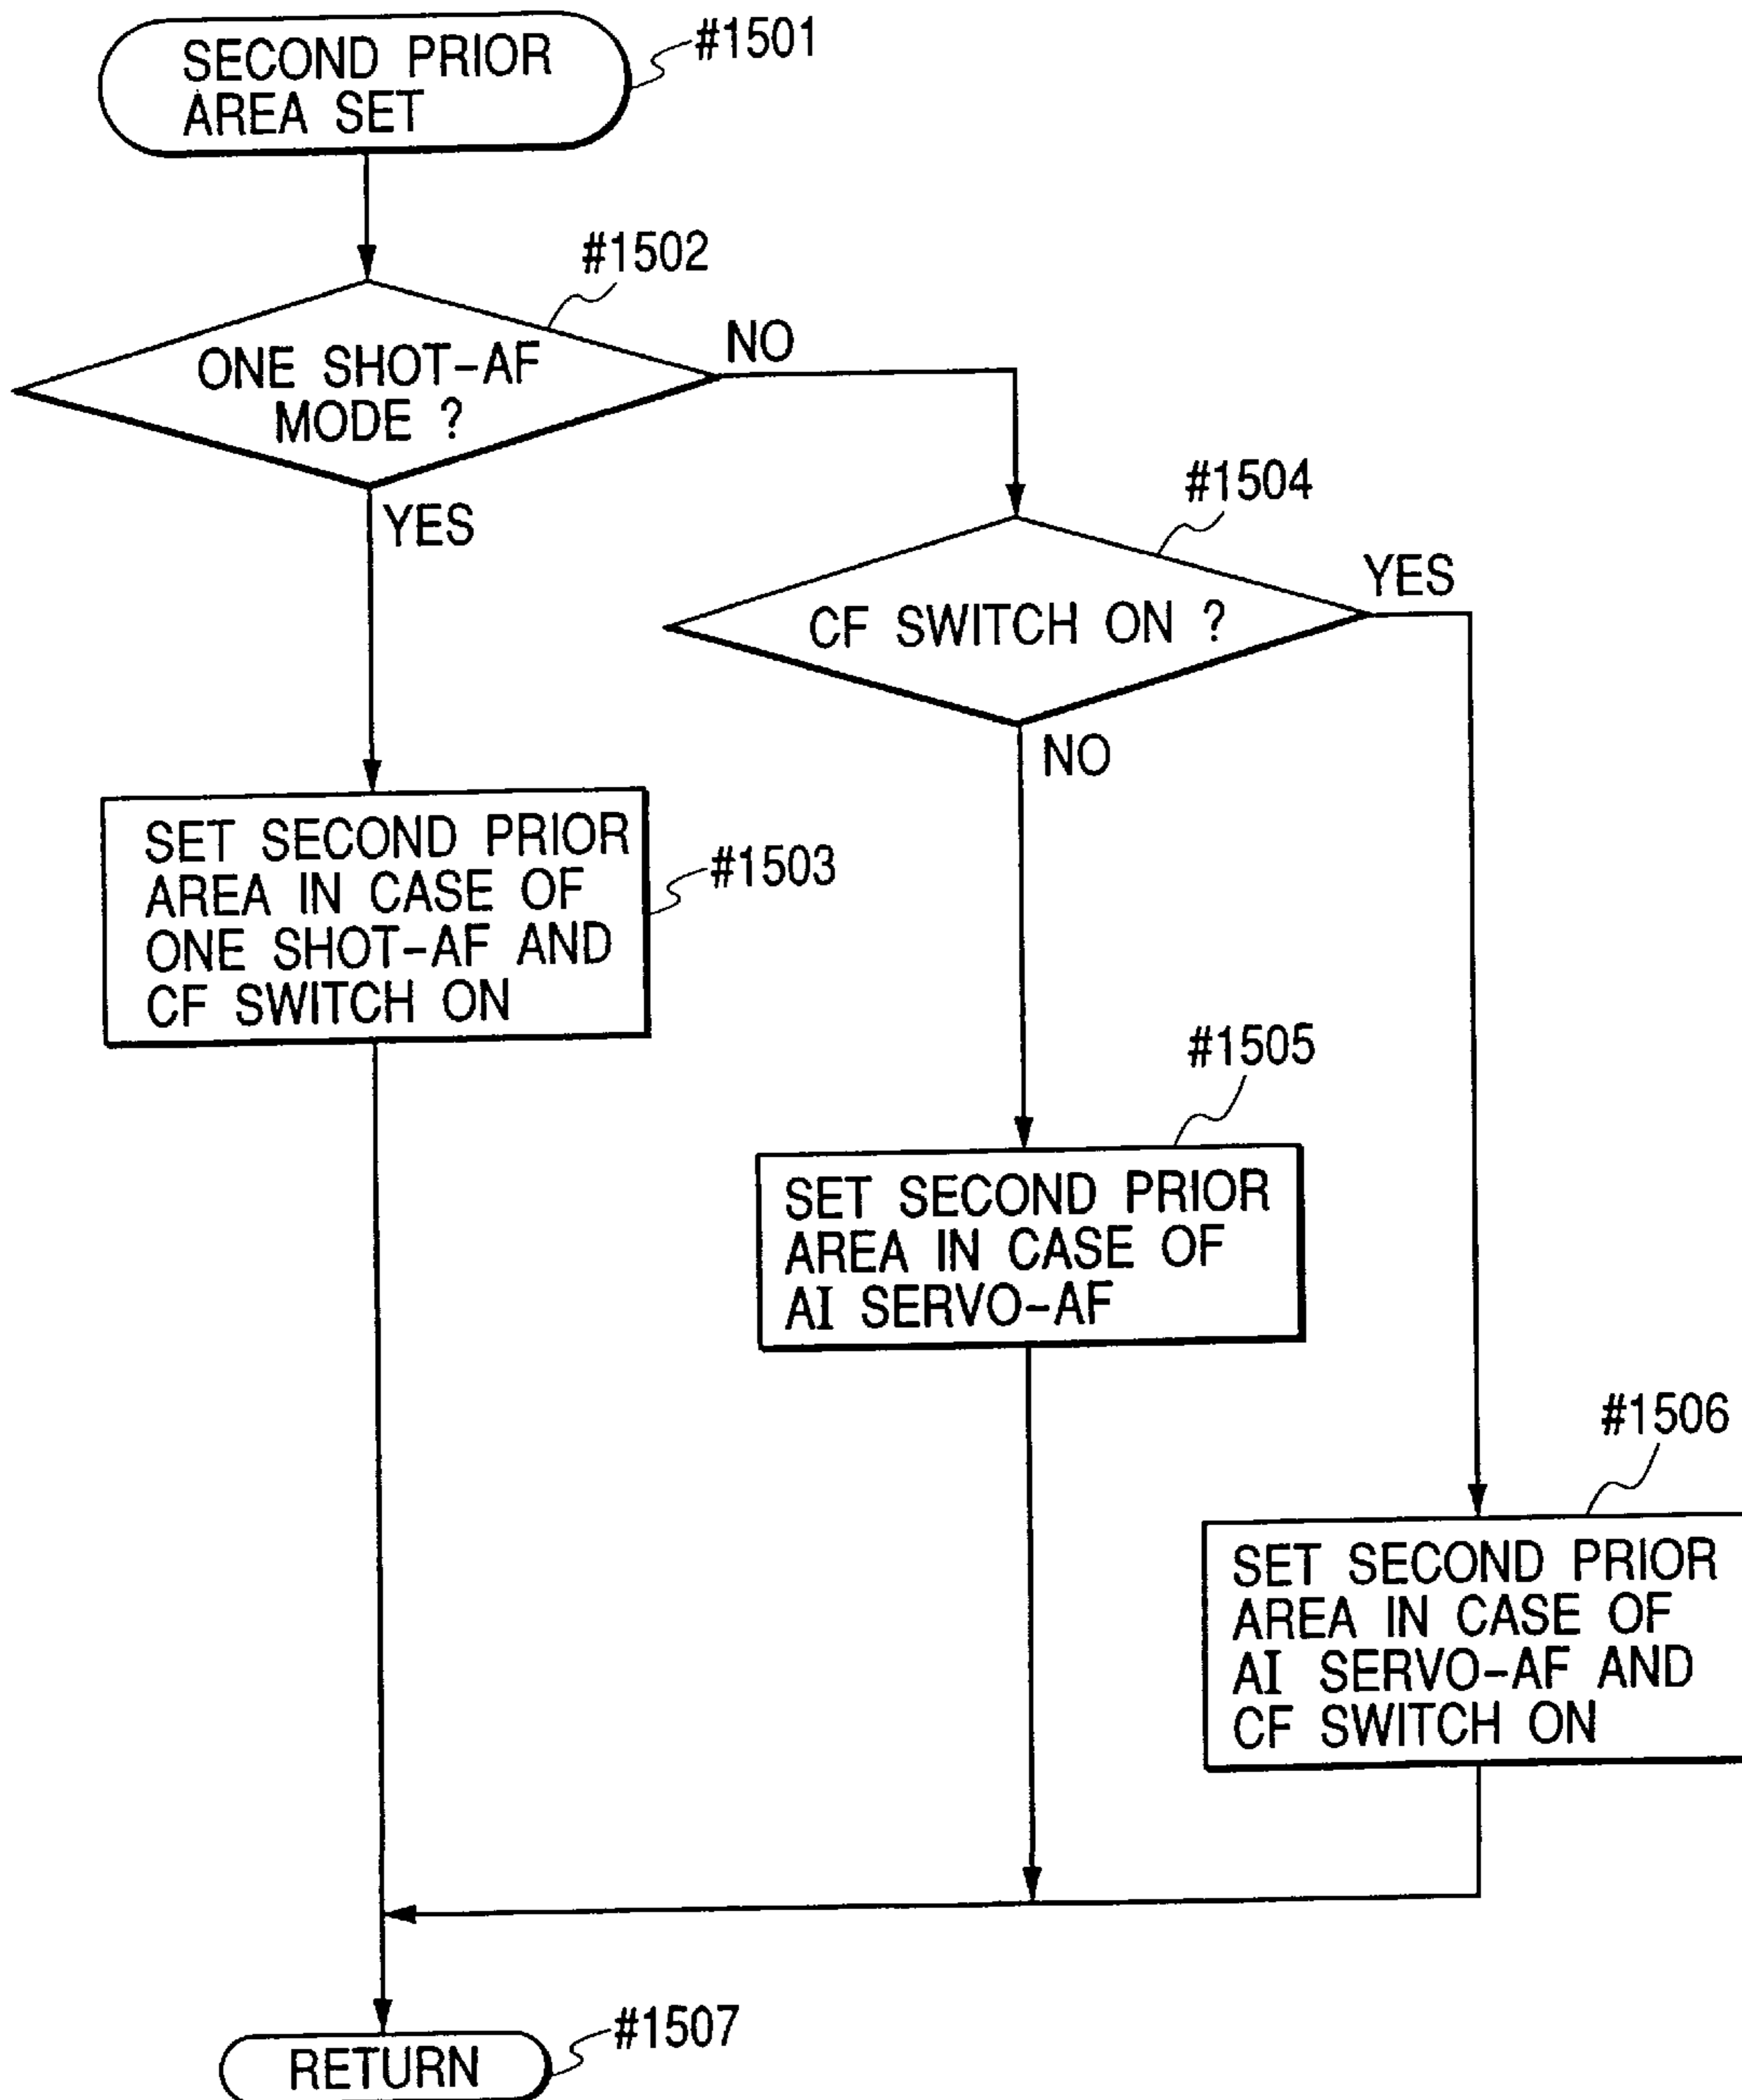 SECOND PRIOR
AREA SET
#1501
#1502
ONE SHOT-AF
MODE ?
NO
YES
#1504
CF SWITCH ON ?
YES
NO
SET SECOND PRIOR
AREA IN CASE OF
ONE SHOT-AF AND
CF SWITCH ON
#1503
#1505
SET SECOND PRIOR
AREA IN CASE OF
AI SERVO-AF
#1506
SET SECOND PRIOR
AREA IN CASE OF
AI SERVO-AF AND
CF SWITCH ON
RETURN
#1507